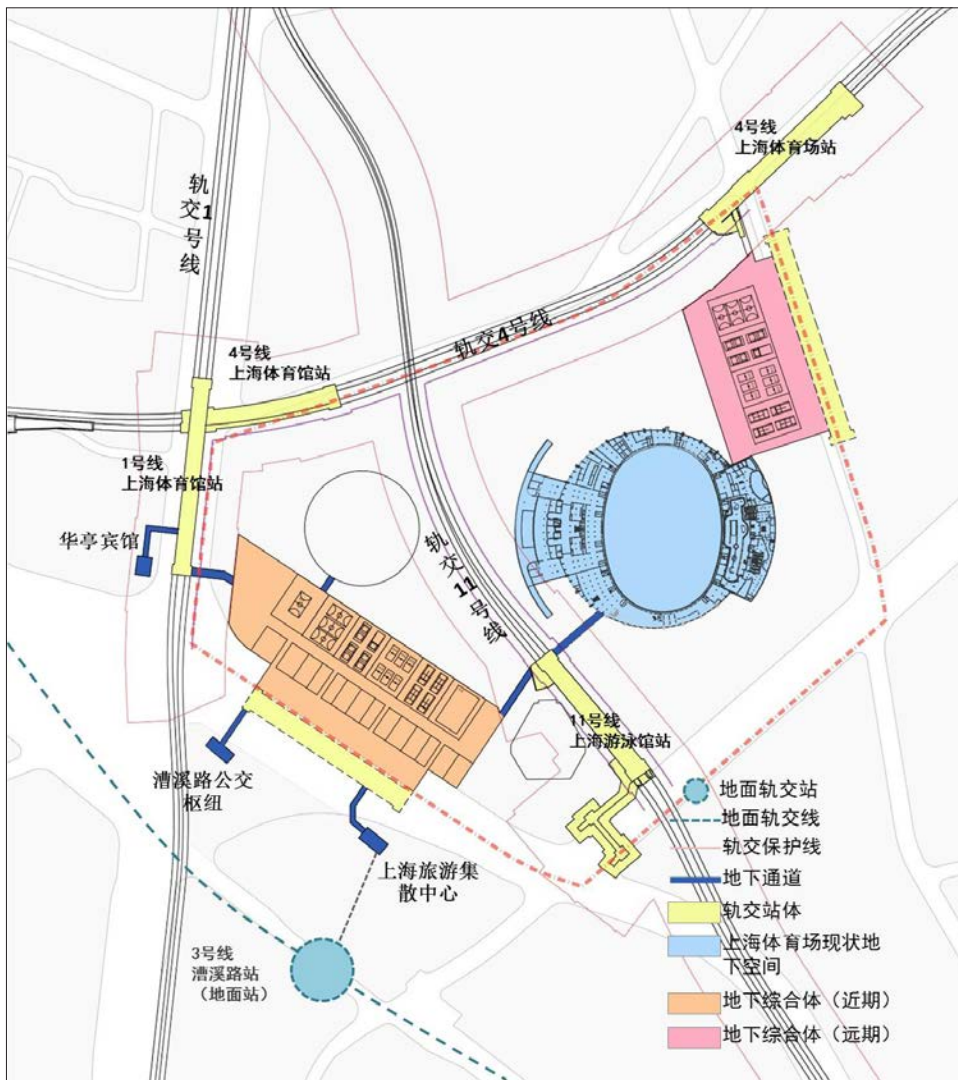 4号线
上海体育场站
轨交1号线
轨交4号线
4号线
上海体育馆站
1号线
上海体育馆站
华亭宾馆
轨交11号线
11号线
上海游泳馆站
漕溪路公交
枢纽
上海旅游集
散中心
3号线
漕溪路站
（地面站）
地面轨交站
地面轨交线
轨交保护线
地下通道
轨交站体
上海体育场现状地
下空间
地下综合体（近期）
地下综合体（远期）